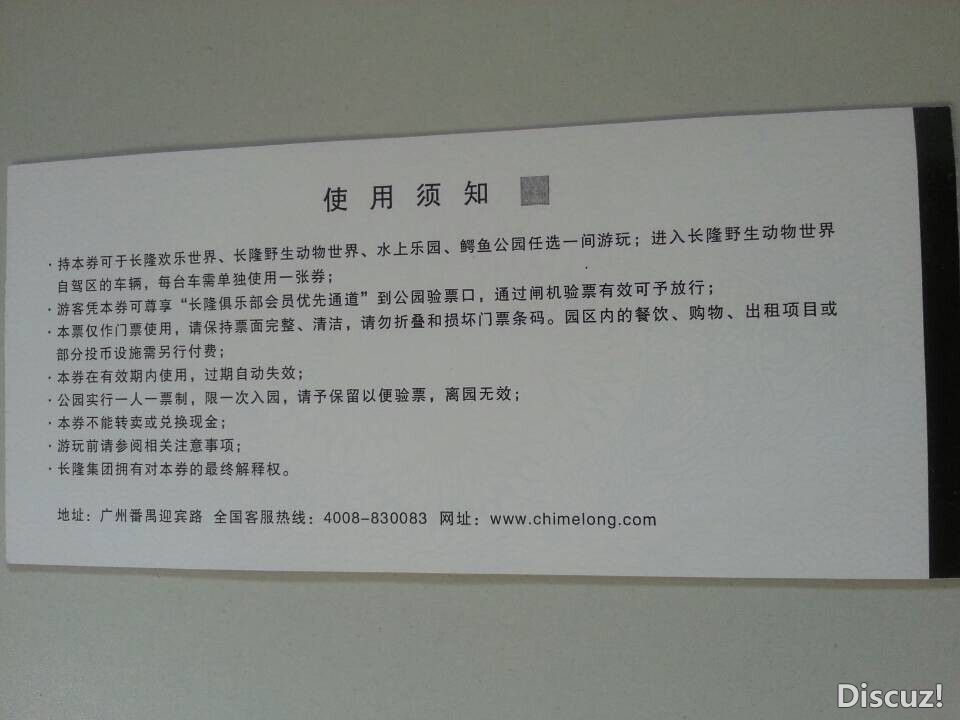 使用须知
·持本券可于长隆欢乐世界、长隆野生动物世界、水上乐园、鳄鱼公园任选一间游玩；进入长隆野生动物世界
自驾区的车辆，每台车需单独使用一张券；
·游客凭本券可尊享“长隆俱乐部会员优先通道”到公园验票口，通过闸机验票有效可予放行；
·本票仅作门票使用，请保持票面完整、清洁，请勿折叠和损坏门票条码。园区内的餐饮、购物、出租项目或
部分投币设施需另行付费；
·本券在有效期内使用，过期自动失效；
·公园实行一人一票制，限一次入园，请予保留以便验票，离园无效；
·本券不能转卖或兑换现金；
·游玩前请参阅相关注意事项；
·长隆集团拥有对本券的最终解释权。
地址：广州番禺迎宾路 全国客服热线：4008-830083 网址：www.chimelong.com
Discuz!